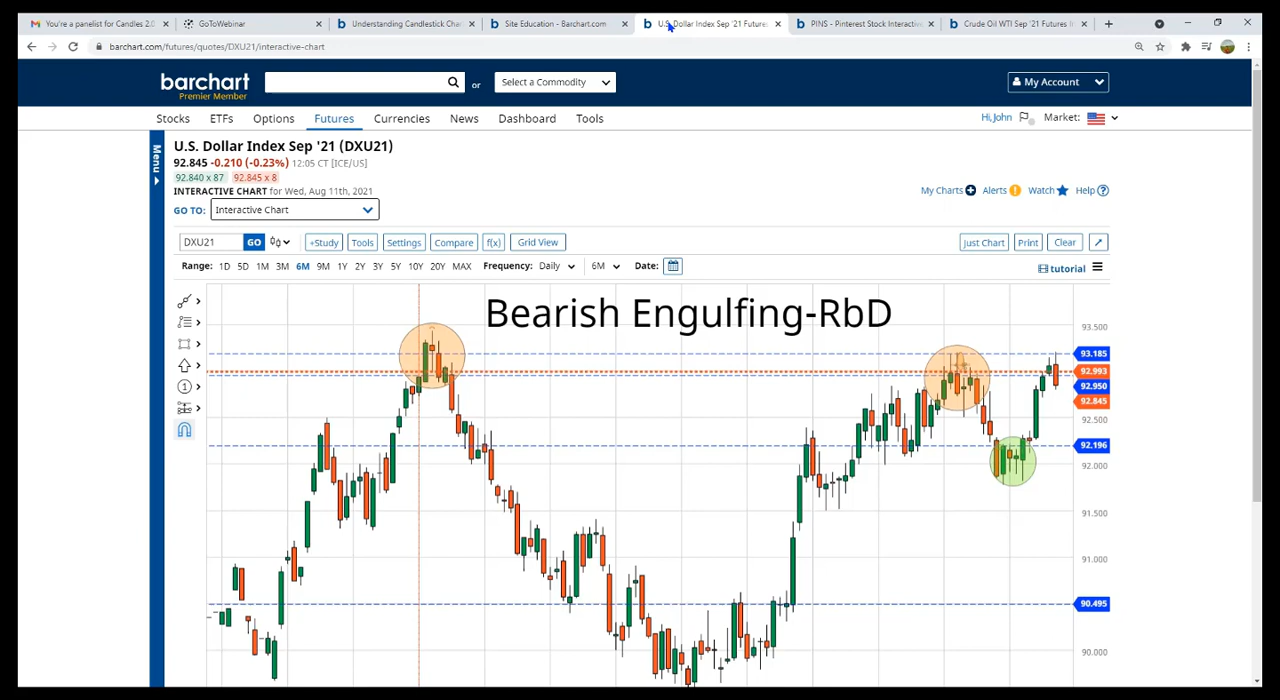 You're a panelist for Candles 2.0
GoToWebinar
Understanding Candlestick Char
Site Education - Barchart.com
U.S. Dollar Index Sep '21 Futures
PINS - Pinterest Stock Interactive
Crude Oil WTI Sep '21 Futures In
barchart.com/futures/quotes/DXU21/interactive-chart
barchart
Premier Member
or
Select a Commodity
My Account
Stocks ETFs Options Futures Currencies News Dashboard Tools
Hi, John
Market:
Menu
U.S. Dollar Index Sep '21 (DXU21)
92.845 -0.210 (-0.23%) 12:05 CT [ICE/US]
92.840 x 87 92.845 x 8
INTERACTIVE CHART for Wed, Aug 11th, 2021
My Charts Alerts Watch Help
GO TO: Interactive Chart
DXU21 GO +Study Tools Settings Compare f(x) Grid View Just Chart Print Clear
Range: 1D 5D 1M 3M 6M 9M 1Y 2Y 3Y 5Y 10Y 20Y MAX Frequency: Daily 6M Date:
tutorial
Bearish Engulfing-RbD
93.500
93.185
92.993
92.950
92.845
92.500
92.196
92.000
91.500
91.000
90.495
90.000